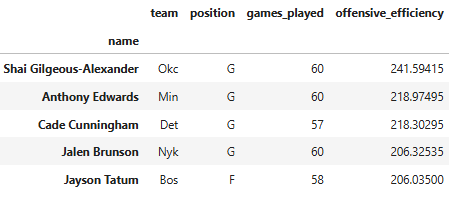 team position games_played offensive_efficiency
name
Shai Gilgeous-Alexander Okc G 60 241.59415
Anthony Edwards Min G 60 218.97495
Cade Cunningham Det G 57 218.30295
Jalen Brunson Nyk G 60 206.32535
Jayson Tatum Bos F 58 206.03500